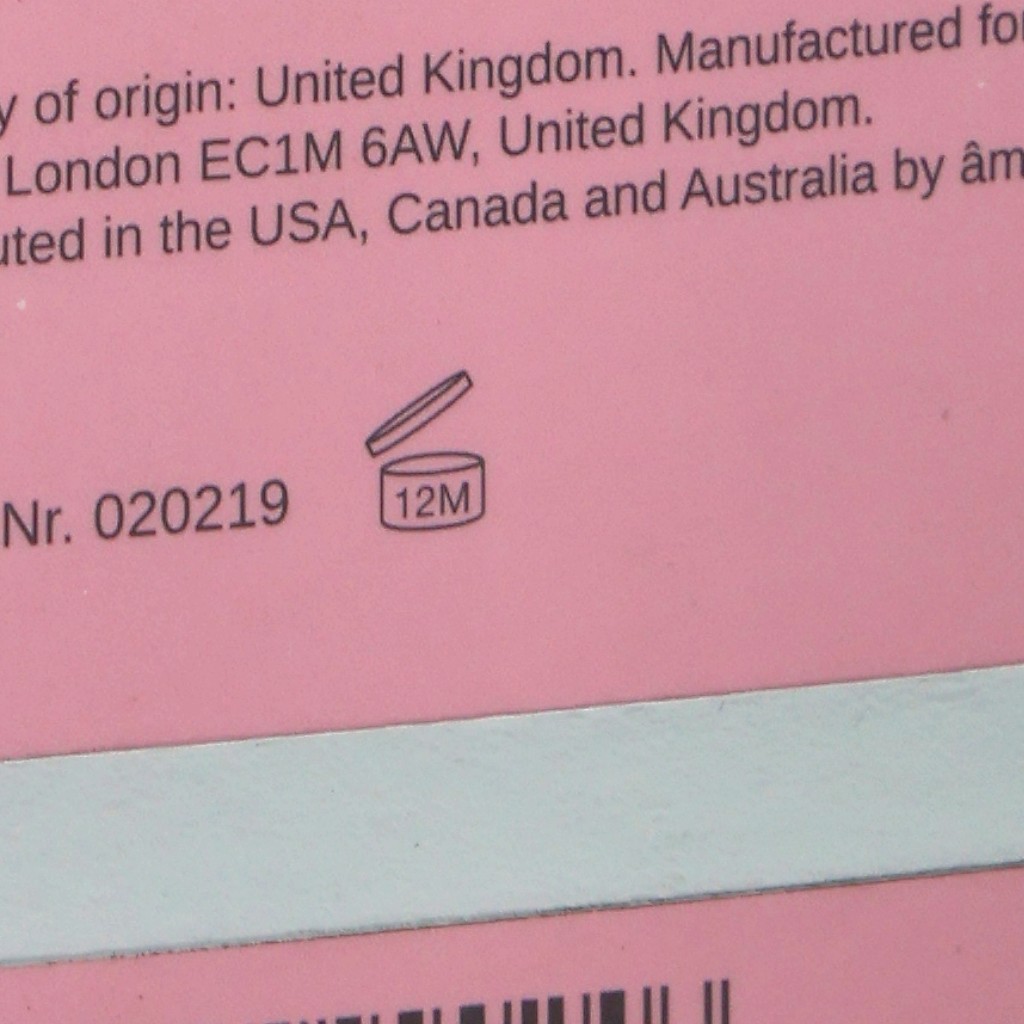 y of origin: United Kingdom. Manufactured for
London EC1M 6AW, United Kingdom.
uted in the USA, Canada and Australia by âm
Nr. 020219
12M